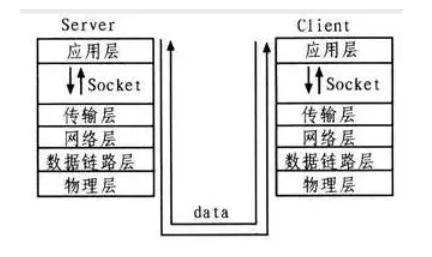 Server
应用层
Socket
传输层
网络层
数据链路层
物理层
Client
应用层
Socket
传输层
网络层
数据链路层
物理层
data